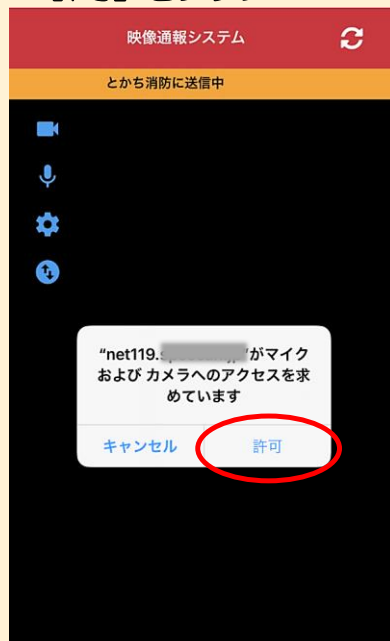 映像通報システム
とかち消防に送信中
"net119. "がマイク
および カメラへのアクセスを求
めています
キャンセル 許可